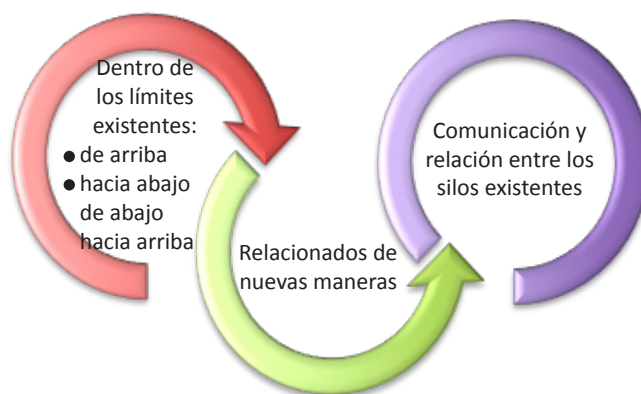 Dentro de
los límites
existentes:
● de arriba
● hacia abajo
de abajo
hacia arriba
Relacionados de
nuevas maneras
Comunicación y
relación entre los
silos existentes